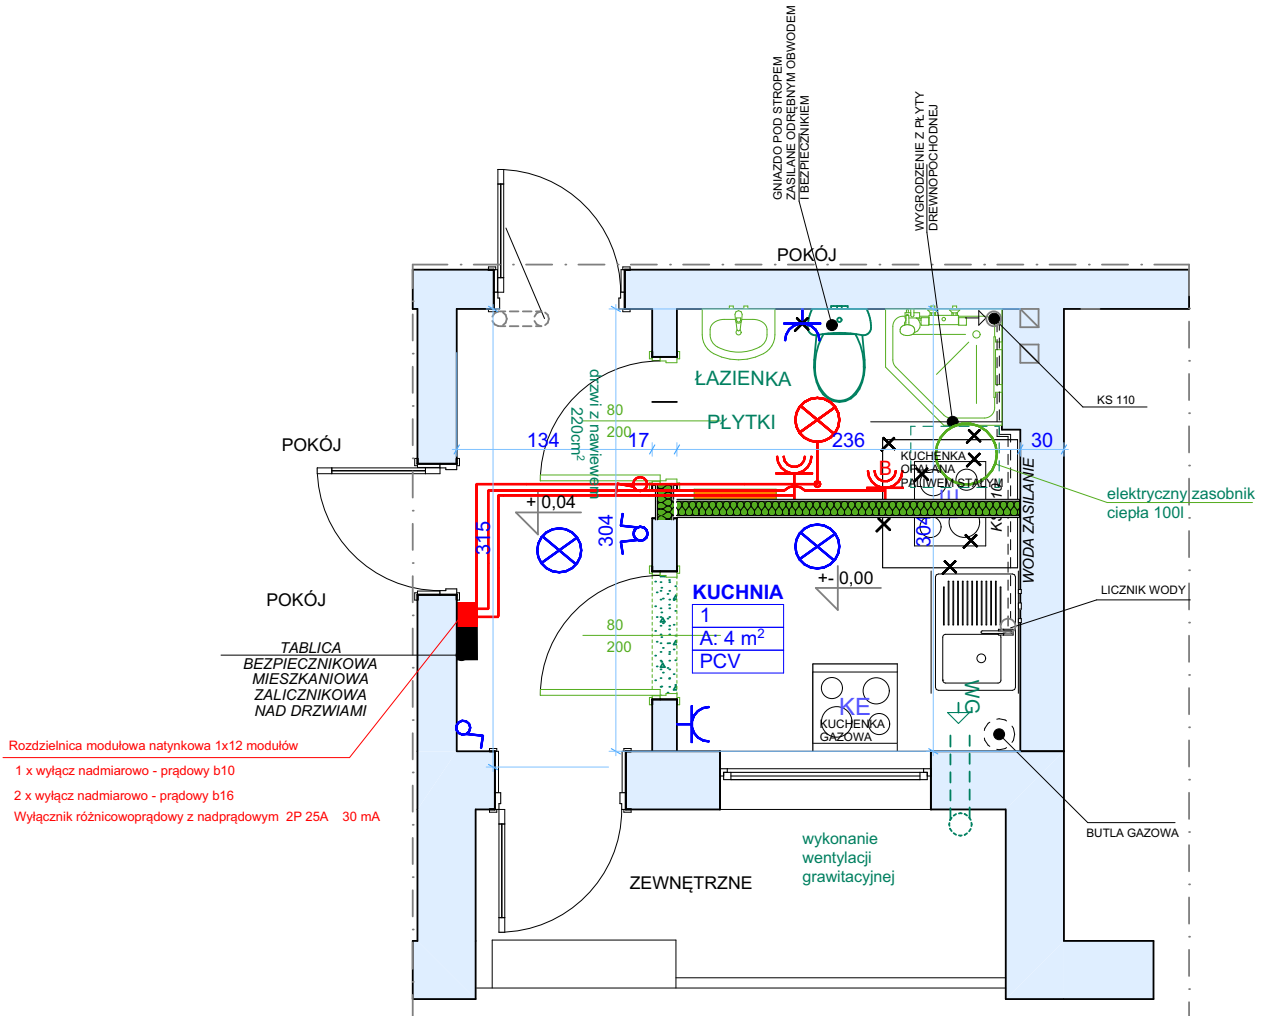 GNIAZDO POD STROPEM
ZASILANE ODRĘBNYM OBWODEM
I BEZPIECZNIKIEM
WYGRODZENIE Z PŁYTY
DREWNOPOCHODNEJ
POKÓJ
ŁAZIENKA
PŁYTKI
KS 110
drzwi z nawiewem
220cm²
80
200
134
17
236
30
POKÓJ
KUCHENKA
OPALANA
PALIWEM STAŁYM
B
WODA ZASILANIE
elektryczny zasobnik
ciepła 100l
+ 0,04
315
304
304
+- 0,00
KUCHNIA
1
A: 4 m²
PCV
POKÓJ
LICZNIK WODY
80
200
TABLICA
BEZPIECZNIKOWA
MIESZKANIOWA
ZALICZNIKOWA
NAD DRZWIAMI
WG
KE
KUCHENKA
GAZOWA
Rozdzielnica modułowa natynkowa 1x12 modułów
1 x wyłącz nadmiarowo - prądowy b10
2 x wyłącz nadmiarowo - prądowy b16
Wyłącznik różnicowoprądowy z nadprądowym 2P 25A 30 mA
BUTLA GAZOWA
wykonanie
wentylacji
grawitacyjnej
ZEWNĘTRZNE